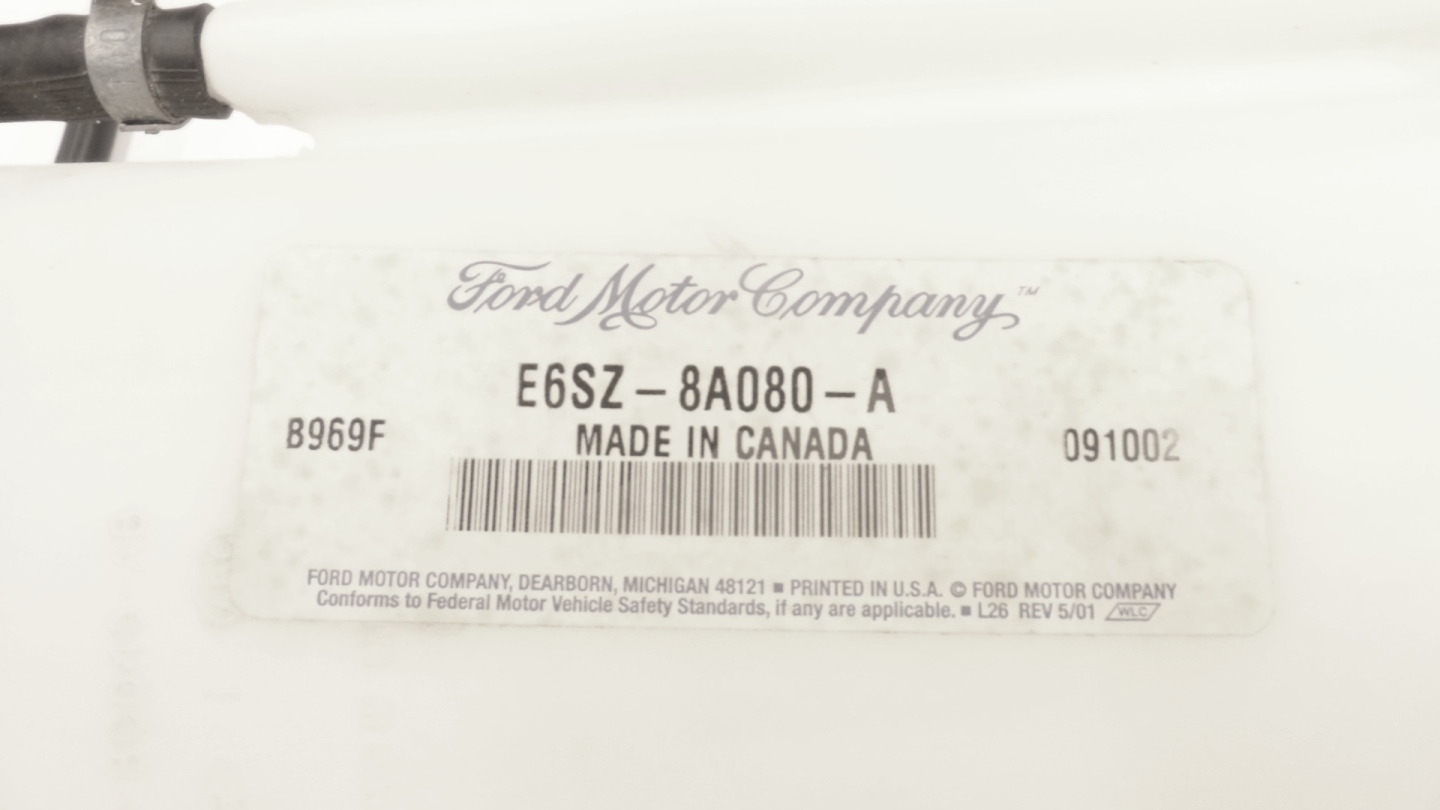 Ford Motor Company™
E6SZ – 8A080 – A
B969F MADE IN CANADA 091002
FORD MOTOR COMPANY, DEARBORN, MICHIGAN 48121 ■ PRINTED IN U.S.A. © FORD MOTOR COMPANY
Conforms to Federal Motor Vehicle Safety Standards, if any are applicable. ■ L26 REV 5/01 WLC